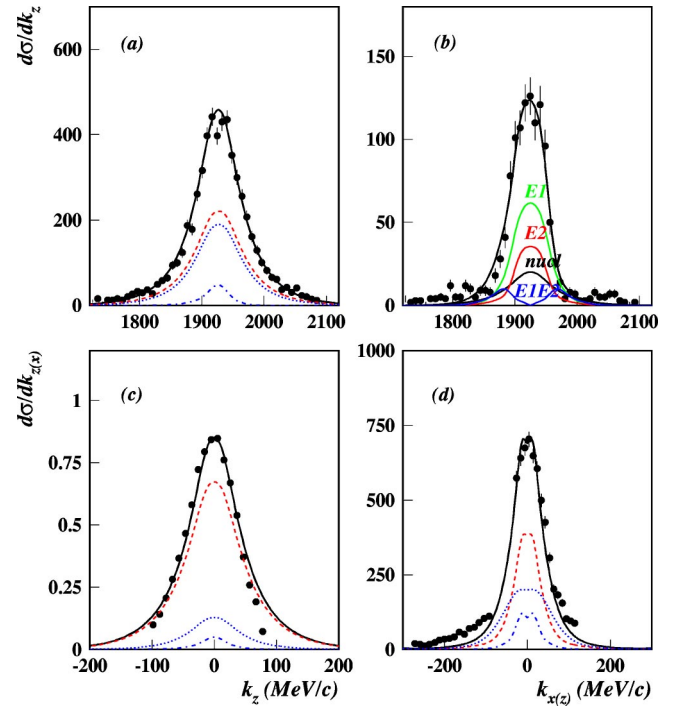 dσ/dk_z
600
400
200
0
(a)
1800 1900 2000 2100
150
100
50
0
(b)
E1
E2
nucl
E1E2
1800 1900 2000 2100
dσ/dk_z(x)
1
0.75
0.5
0.25
0
(c)
-200 -100 0 100 200
k_z (MeV/c)
1000
750
500
250
0
(d)
-200 0 200
k_x(z) (MeV/c)